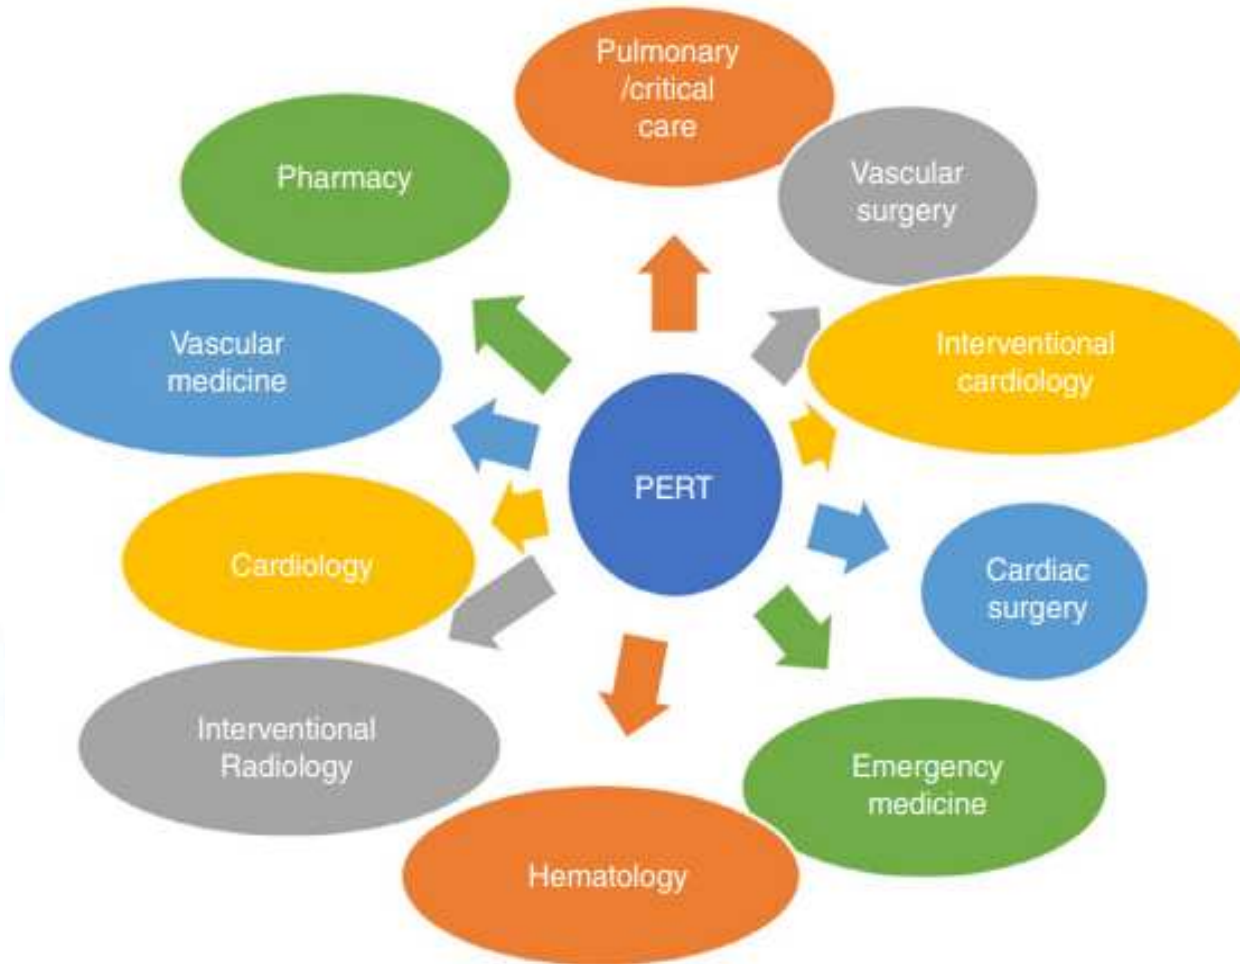 Pulmonary
/critical
care
Vascular
surgery
Pharmacy
Vascular
medicine
Interventional
cardiology
PERT
Cardiology
Cardiac
surgery
Interventional
Radiology
Emergency
medicine
Hematology